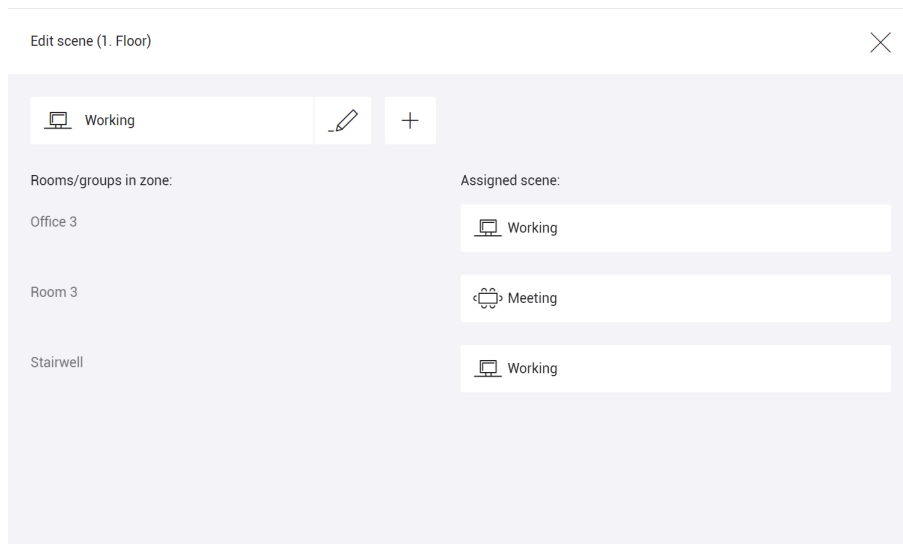 Edit scene (1. Floor)
Working
Rooms/groups in zone: Assigned scene:
Office 3 Working
Room 3 Meeting
Stairwell Working